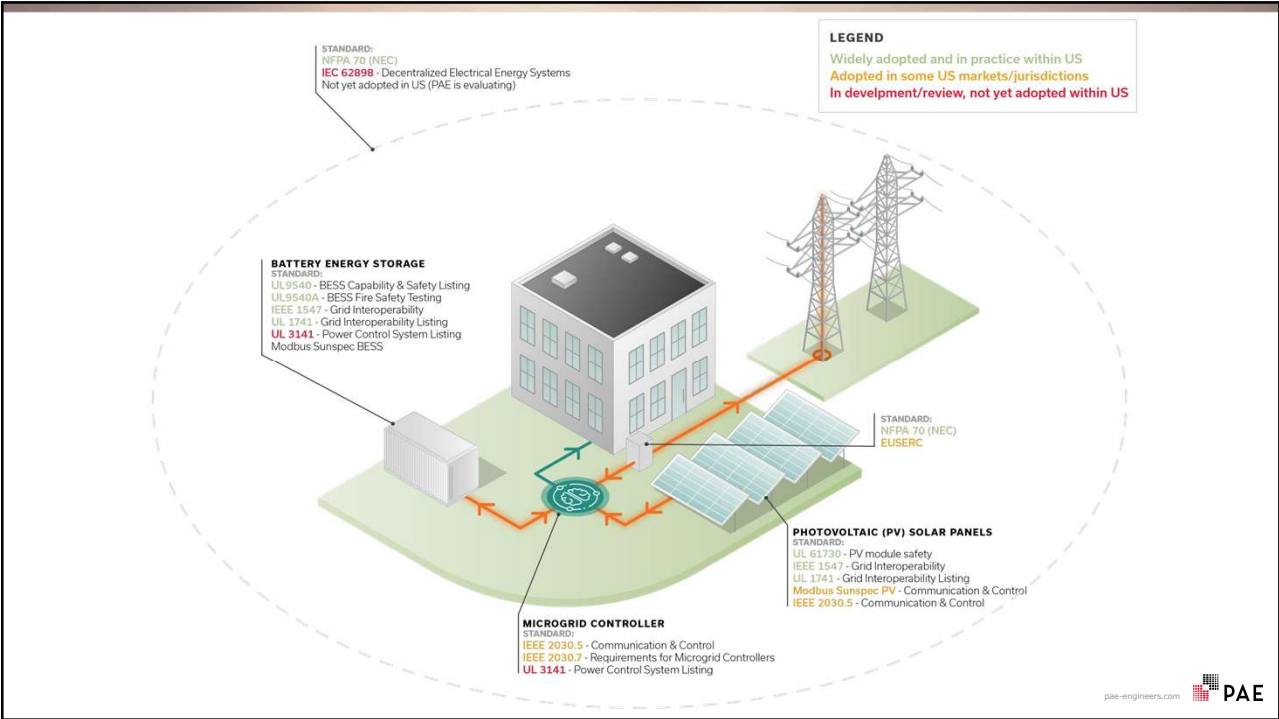 STANDARD:
NFPA 70 (NEC)
IEC 62898 - Decentralized Electrical Energy Systems
Not yet adopted in US (PAE is evaluating)
LEGEND
Widely adopted and in practice within US
Adopted in some US markets/jurisdictions
In develpment/review, not yet adopted within US
BATTERY ENERGY STORAGE
STANDARD:
UL9540 - BESS Capability & Safety Listing
UL9540A - BESS Fire Safety Testing
IEEE 1547 - Grid Interoperability
UL 1741 - Grid Interoperability Listing
UL 3141 - Power Control System Listing
Modbus Sunspec BESS
STANDARD:
NFPA 70 (NEC)
EUSERC
PHOTOVOLTAIC (PV) SOLAR PANELS
STANDARD:
UL 61730 - PV module safety
IEEE 1547 - Grid Interoperability
UL 1741 - Grid Interoperability Listing
Modbus Sunspec PV - Communication & Control
IEEE 2030.5 - Communication & Control
MICROGRID CONTROLLER
STANDARD:
IEEE 2030.5 - Communication & Control
IEEE 2030.7 - Requirements for Microgrid Controllers
UL 3141 - Power Control System Listing
pae-engineers.com
PAE